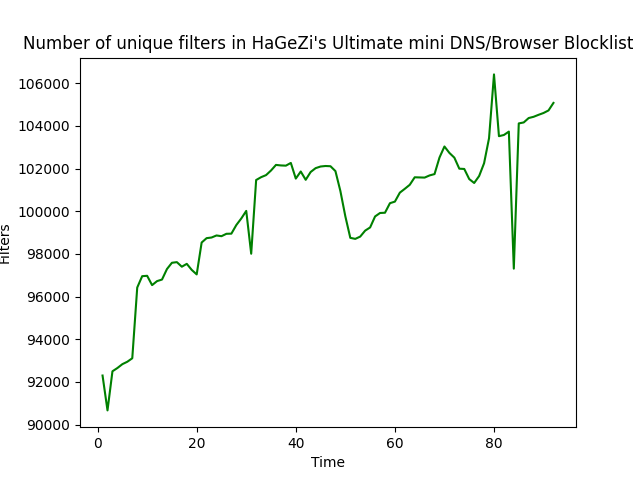 Number of unique filters in HaGeZi's Ultimate mini DNS/Browser Blocklist
106000
104000
102000
100000
98000
96000
94000
92000
90000
Filters
0 20 40 60 80
Time